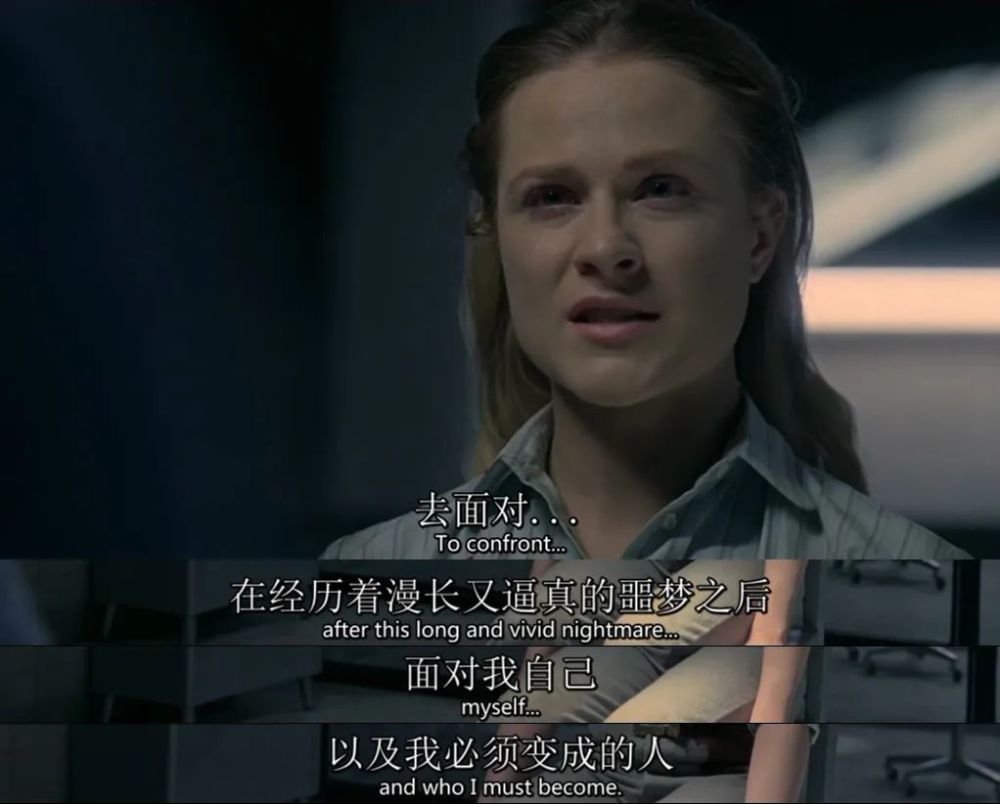 去面对...
To confront...
在经历着漫长又逼真的噩梦之后
after this long and vivid nightmare...
面对我自己
myself...
以及我必须变成的人
and who I must become.